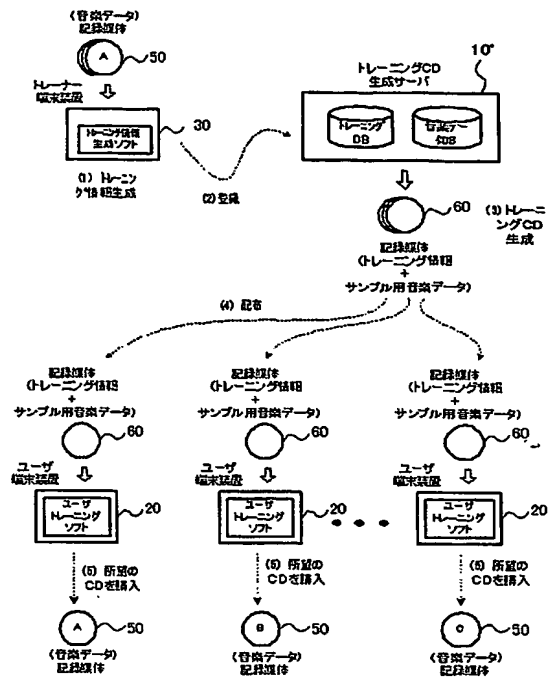 (音楽データ)
記録媒体
A
50
トレーナー
端末装置
30
トレーニング情報
生成ソフト
(1) トレーニン
グ情報生成
(2)登録
10"
トレーニングCD
生成サーバ
トレーニング
DB
音楽デー
タDB
60
(3) トレーニ
ングCD
生成
記録媒体
(トレーニング情報
+
サンプル用音楽データ)
(4) 配布
記録媒体
(トレーニング情報
+
サンプル用音楽データ)
60
ユーザ
端末装置
ユーザ
トレーニング
ソフト
20
(5) 所望の
CDを購入
A
50
(音楽データ)
記録媒体
記録媒体
(トレーニング情報
+
サンプル用音楽データ)
60
ユーザ
端末装置
ユーザ
トレーニング
ソフト
20
(5) 所望の
CDを購入
B
50
(音楽データ)
記録媒体
記録媒体
(トレーニング情報
+
サンプル用音楽データ)
60
ユーザ
端末装置
ユーザ
トレーニング
ソフト
20
(5) 所望の
CDを購入
C
50
(音楽データ)
記録媒体